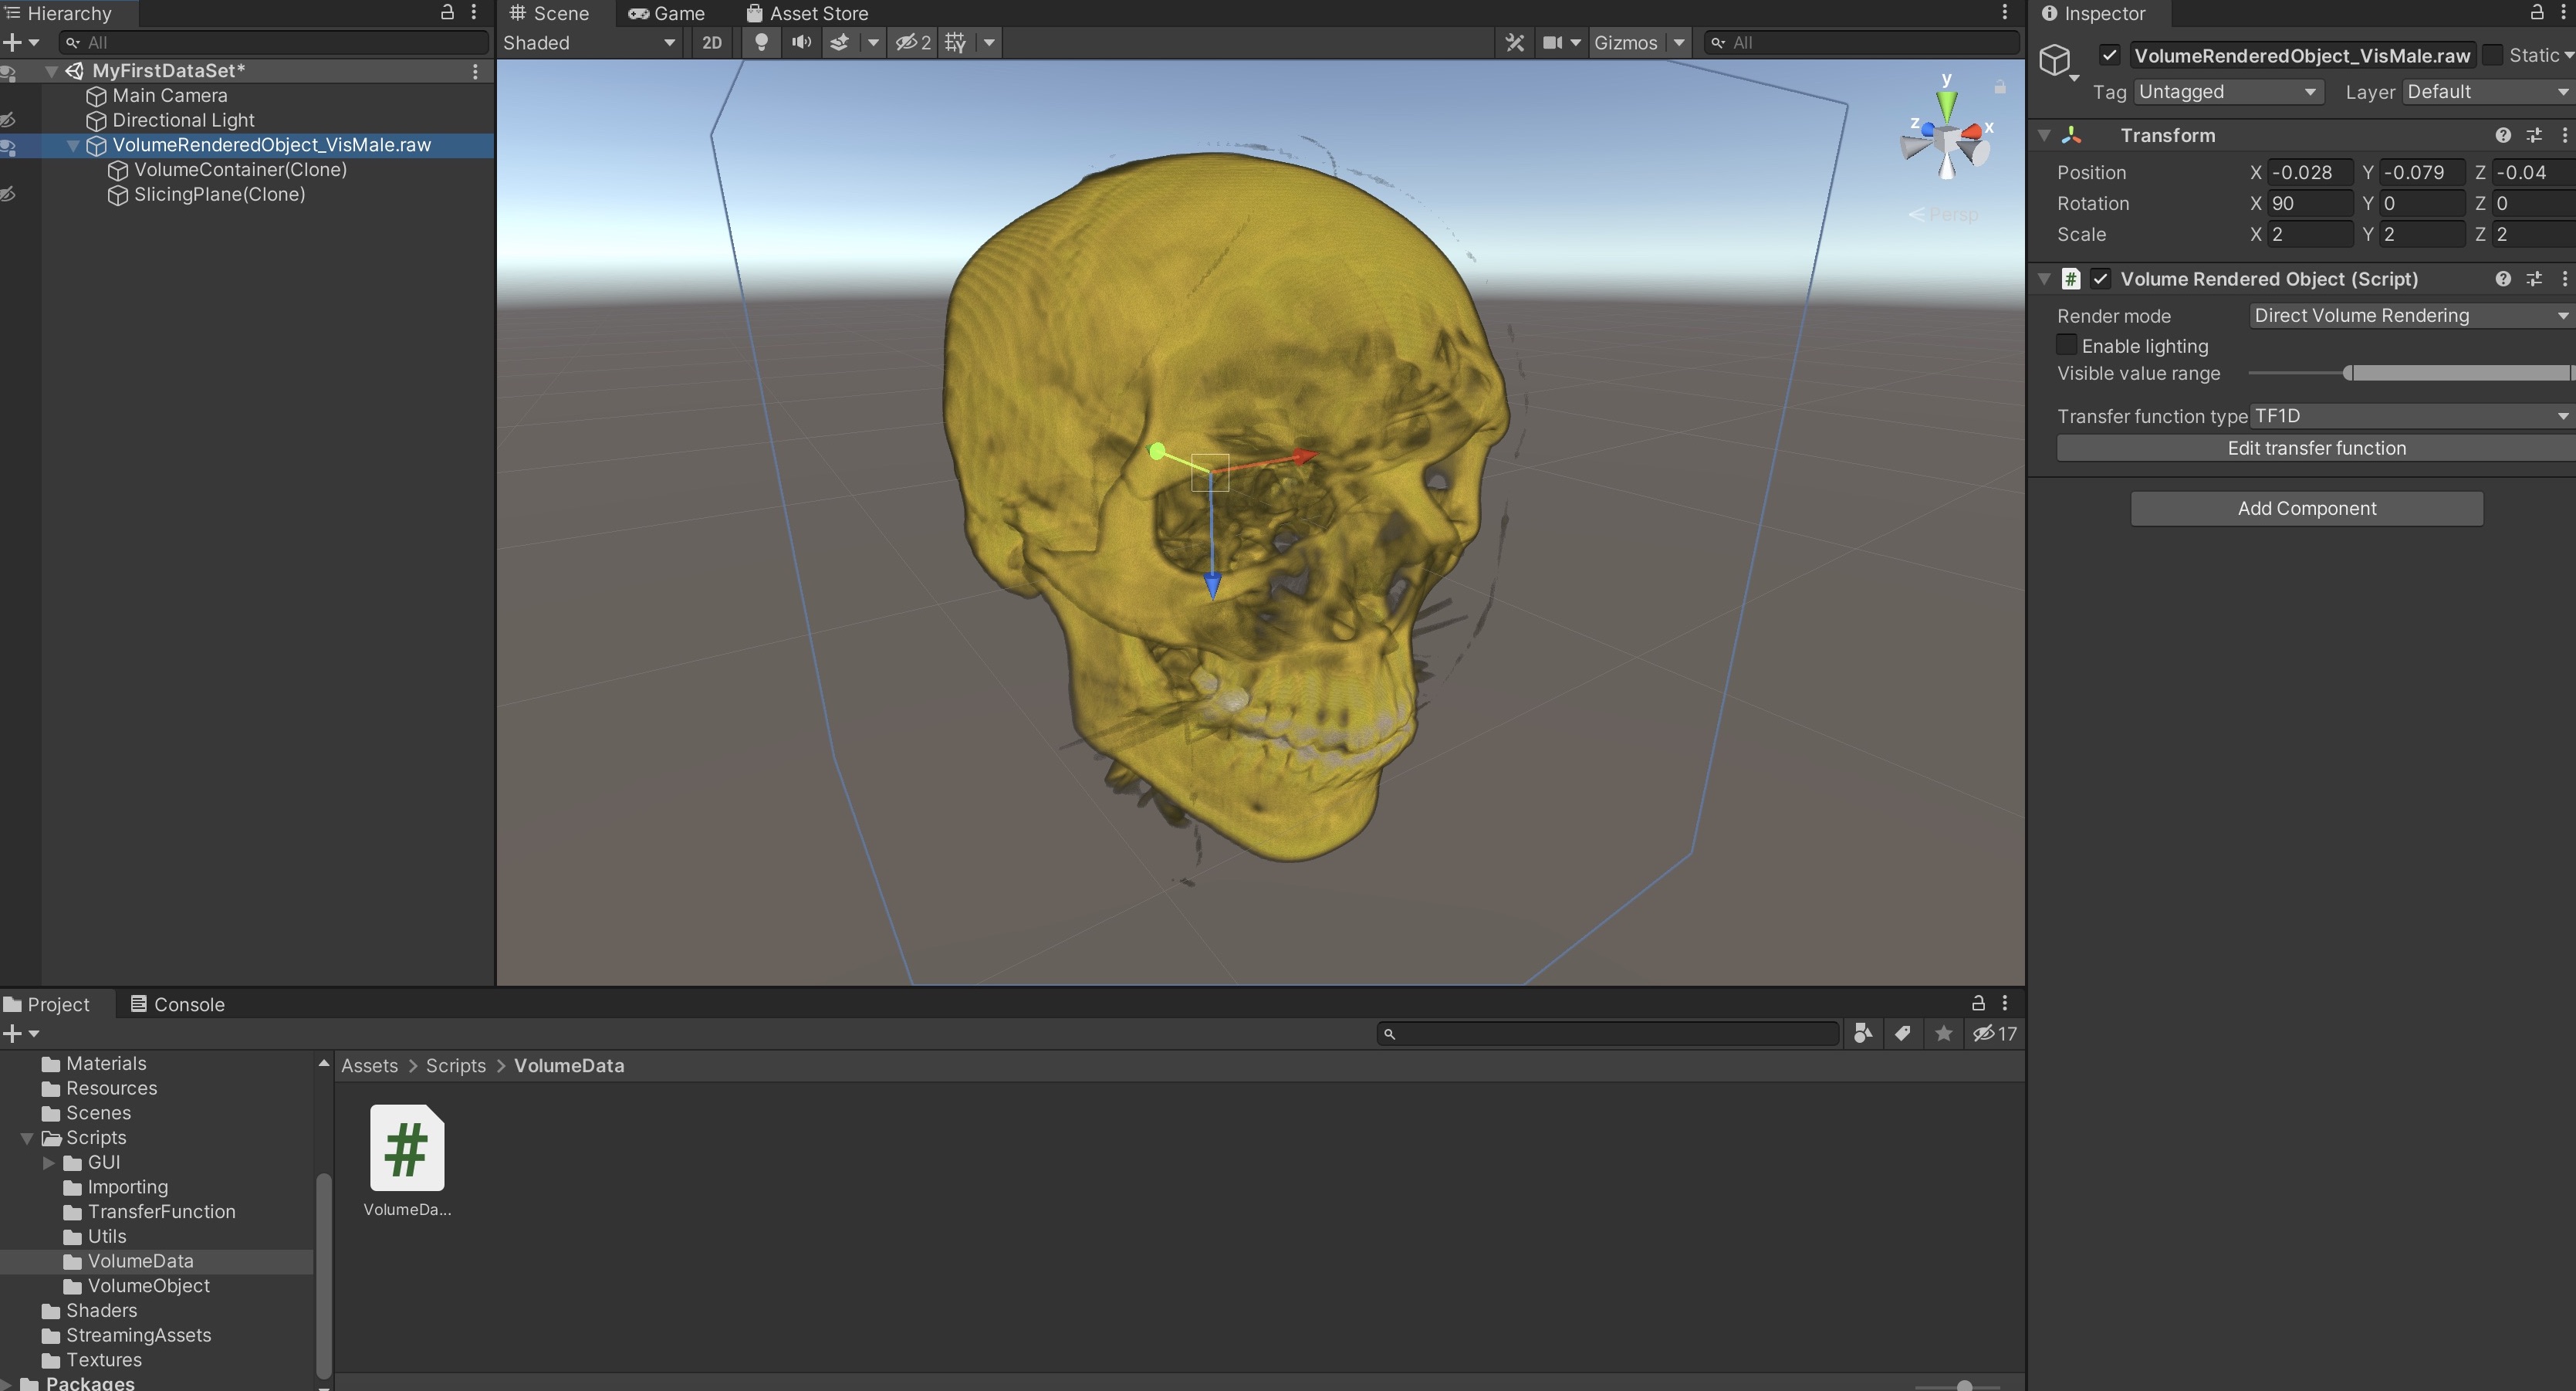 Hierarchy
All
MyFirstDataSet*
Main Camera
Directional Light
VolumeRenderedObject_VisMale.raw
VolumeContainer(Clone)
SlicingPlane(Clone)
Scene Game Asset Store
Shaded 2D 2 Gizmos All
y
z x
Persp
Inspector
VolumeRenderedObject_VisMale.raw Static
Tag Untagged Layer Default
Transform
Position X -0.028 Y -0.079 Z -0.04
Rotation X 90 Y 0 Z 0
Scale X 2 Y 2 Z 2
# Volume Rendered Object (Script)
Render mode Direct Volume Rendering
Enable lighting
Visible value range
Transfer function type TF1D
Edit transfer function
Add Component
Project Console
17
Materials
Resources
Scenes
Scripts
GUI
Importing
TransferFunction
Utils
VolumeData
VolumeObject
Shaders
StreamingAssets
Textures
Packages
Assets > Scripts > VolumeData
#
VolumeDa...